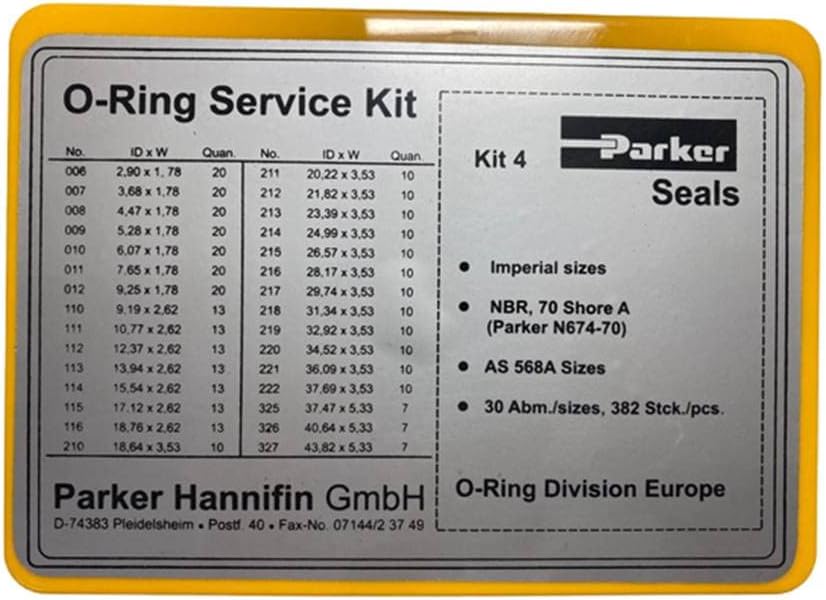 O-Ring Service Kit
No. ID x W Quan. No. ID x W Quan.
006 2,90 x 1,78 20 211 20,22 x 3,53 10
007 3,68 x 1,78 20 212 21,82 x 3,53 10
008 4,47 x 1,78 20 213 23,39 x 3,53 10
009 5,28 x 1,78 20 214 24,99 x 3,53 10
010 6,07 x 1,78 20 215 26,57 x 3,53 10
011 7,65 x 1,78 20 216 28,17 x 3,53 10
012 9,25 x 1,78 20 217 29,74 x 3,53 10
110 9,19 x 2,62 13 218 31,34 x 3,53 10
111 10,77 x 2,62 13 219 32,92 x 3,53 10
112 12,37 x 2,62 13 220 34,52 x 3,53 10
113 13,94 x 2,62 13 221 36,09 x 3,53 10
114 15,54 x 2,62 13 222 37,69 x 3,53 10
115 17,12 x 2,62 13 325 37,47 x 5,33 7
116 18,76 x 2,62 13 326 40,64 x 5,33 7
210 18,64 x 3,53 10 327 43,82 x 5,33 7
Parker Hannifin GmbH
D-74383 Pleidelsheim • Postf. 40 • Fax-No. 07144/2 37 49
Kit 4 Parker
Seals
• Imperial sizes
• NBR, 70 Shore A
(Parker N674-70)
• AS 568A Sizes
• 30 Abm./sizes, 382 Stck./pcs.
O-Ring Division Europe